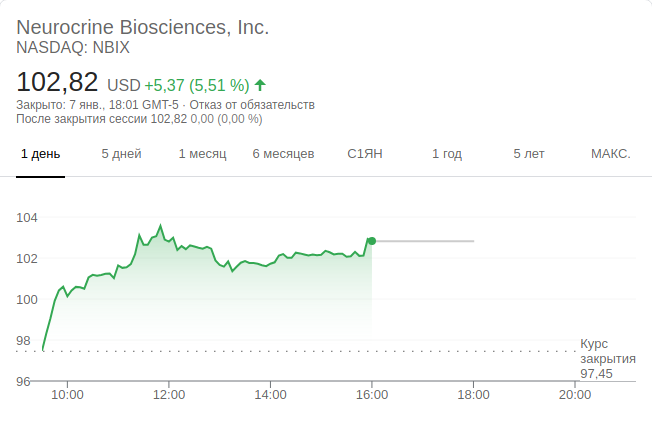 Neurocrine Biosciences, Inc.
NASDAQ: NBIX
102,82 USD +5,37 (5,51 %)
Закрыто: 7 янв., 18:01 GMT-5 · Отказ от обязательств
После закрытия сессии 102,82 0,00 (0,00 %)
1 день 5 дней 1 месяц 6 месяцев С1ЯН 1 год 5 лет МАКС.
104
102
100
98
Курс
закрытия
97,45
96
10:00 12:00 14:00 16:00 18:00 20:00